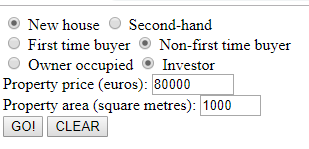 New house Second-hand
First time buyer Non-first time buyer
Owner occupied Investor
Property price (euros): 80000
Property area (square metres): 1000
GO! CLEAR